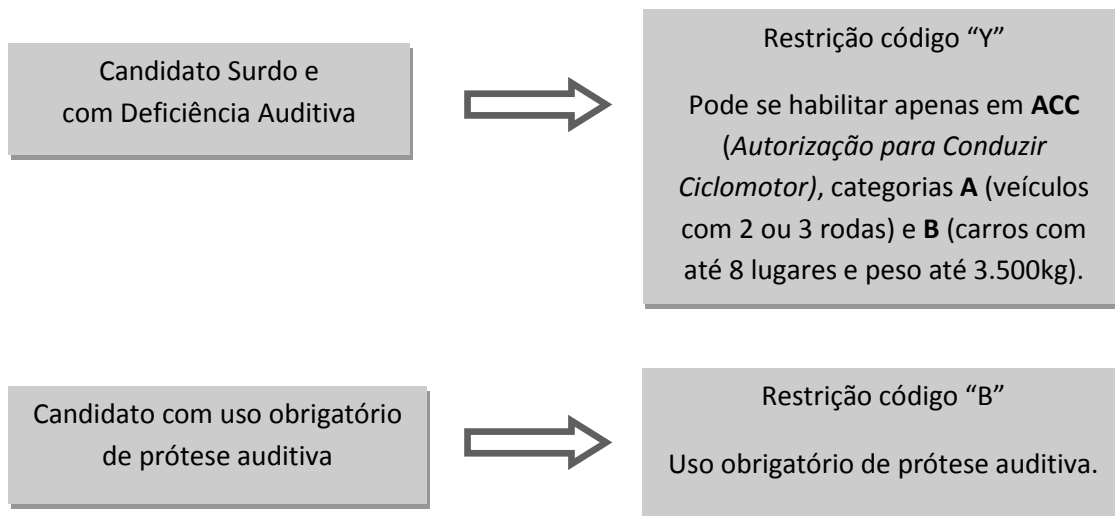 Candidato Surdo e
com Deficiência Auditiva
Restrição código “Y”
Pode se habilitar apenas em ACC
(Autorização para Conduzir
Ciclomotor), categorias A (veículos
com 2 ou 3 rodas) e B (carros com
até 8 lugares e peso até 3.500kg).
Candidato com uso obrigatório
de prótese auditiva
Restrição código “B”
Uso obrigatório de prótese auditiva.